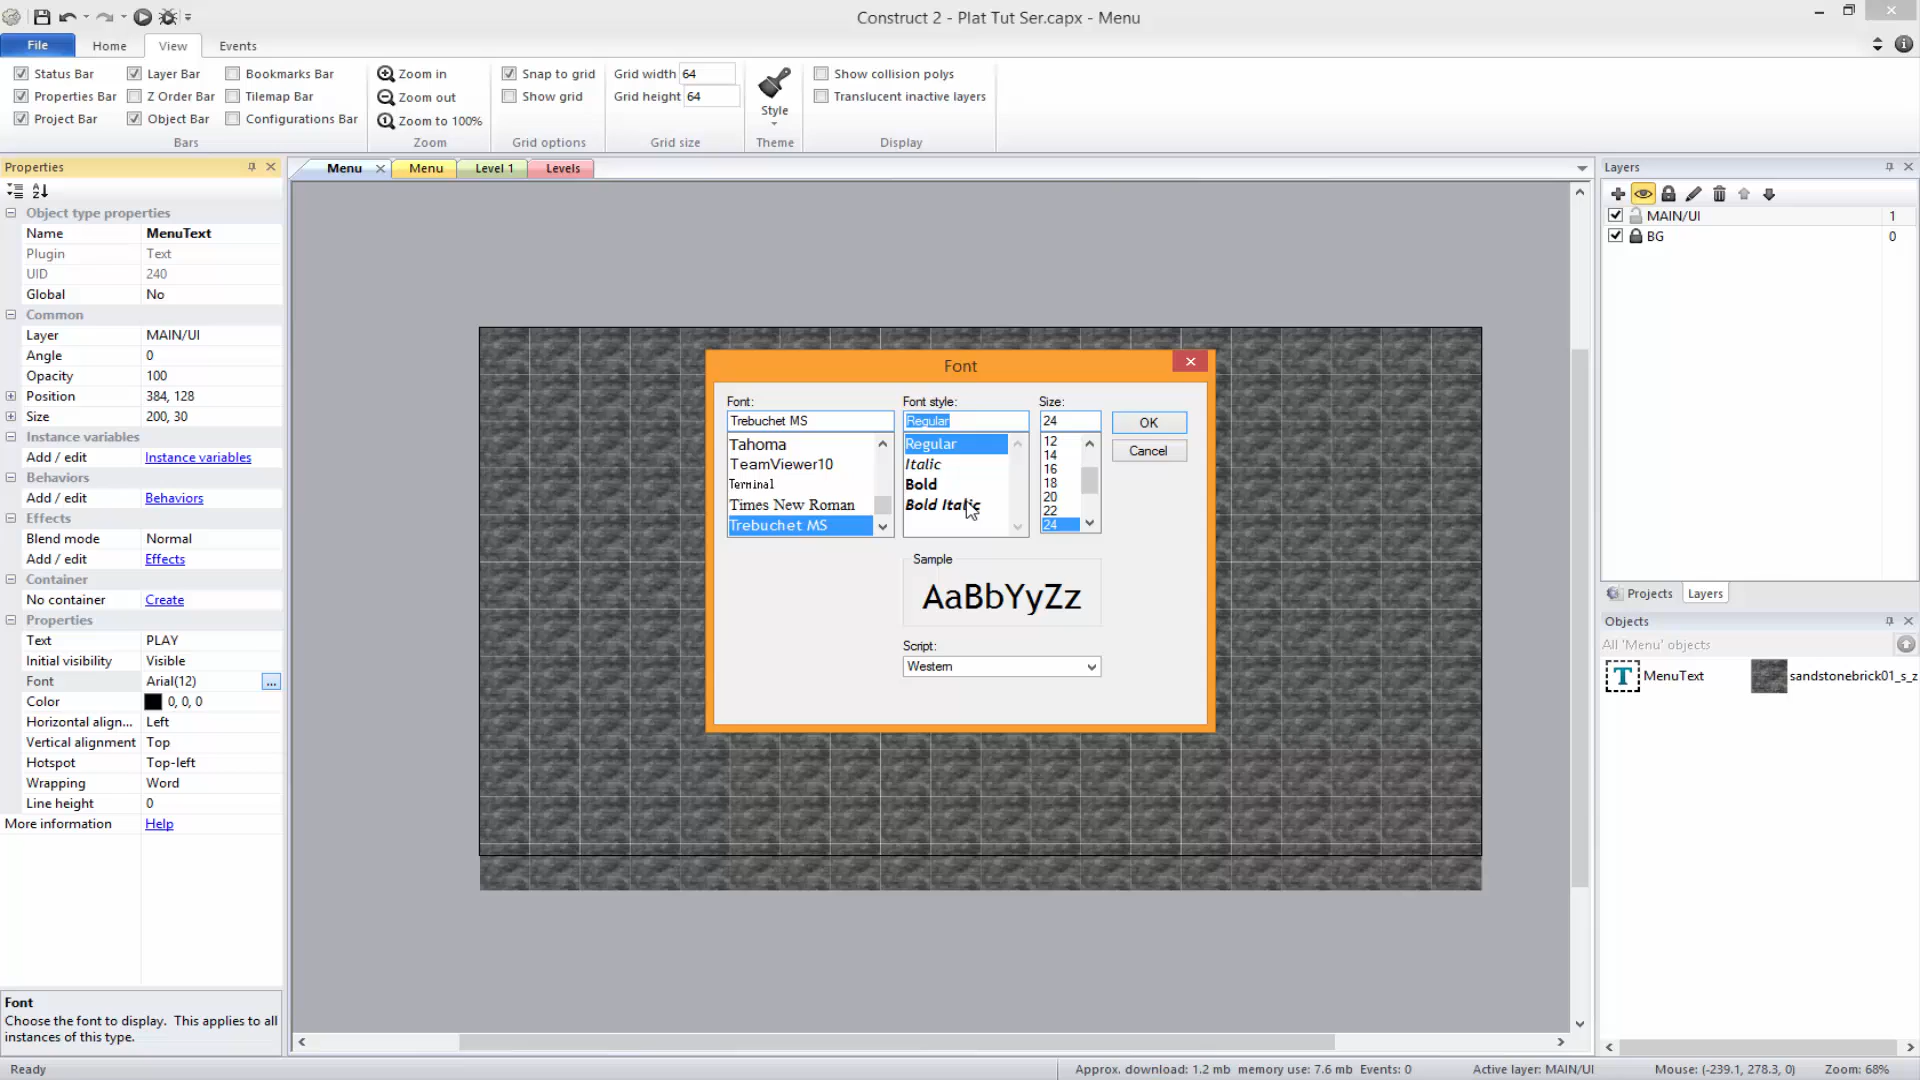 Construct 2 - Plat Tut Ser.capx - Menu
File Home View Events
Status Bar Layer Bar Bookmarks Bar Zoom in Snap to grid Grid width 64 Show collision polys
Properties Bar Z Order Bar Tilemap Bar Zoom out Show grid Grid height 64 Style Translucent inactive layers
Project Bar Object Bar Configurations Bar Zoom to 100%
Bars Zoom Grid options Grid size Theme Display
Properties
Menu Menu Level 1 Levels
Object type properties
Name MenuText
Plugin Text
UID 240
Global No
Common
Layer MAIN/UI
Angle 0
Opacity 100
Position 384, 128
Size 200, 30
Instance variables
Add / edit Instance variables
Behaviors
Add / edit Behaviors
Effects
Blend mode Normal
Add / edit Effects
Container
No container Create
Properties
Text PLAY
Initial visibility Visible
Font Arial(12) ...
Color 0, 0, 0
Horizontal align... Left
Vertical alignment Top
Hotspot Top-left
Wrapping Word
Line height 0
More information Help
Font
Choose the font to display. This applies to all
instances of this type.
Font
Font: Font style: Size:
Trebuchet MS Regular 24 OK
Tahoma
TeamViewer10
Terminal
Times New Roman
Trebuchet MS
Regular
Italic
Bold
Bold Italic
12
14
16
18
20
22
24
Cancel
Sample
AaBbYyZz
Script:
Western
Layers
MAIN/UI 1
BG 0
Projects Layers
Objects
All 'Menu' objects
MenuText sandstonebrick01_s_z
Ready Approx. download: 1.2 mb memory use: 7.6 mb Events: 0 Active layer: MAIN/UI Mouse: (-239.1, 278.3, 0) Zoom: 68%